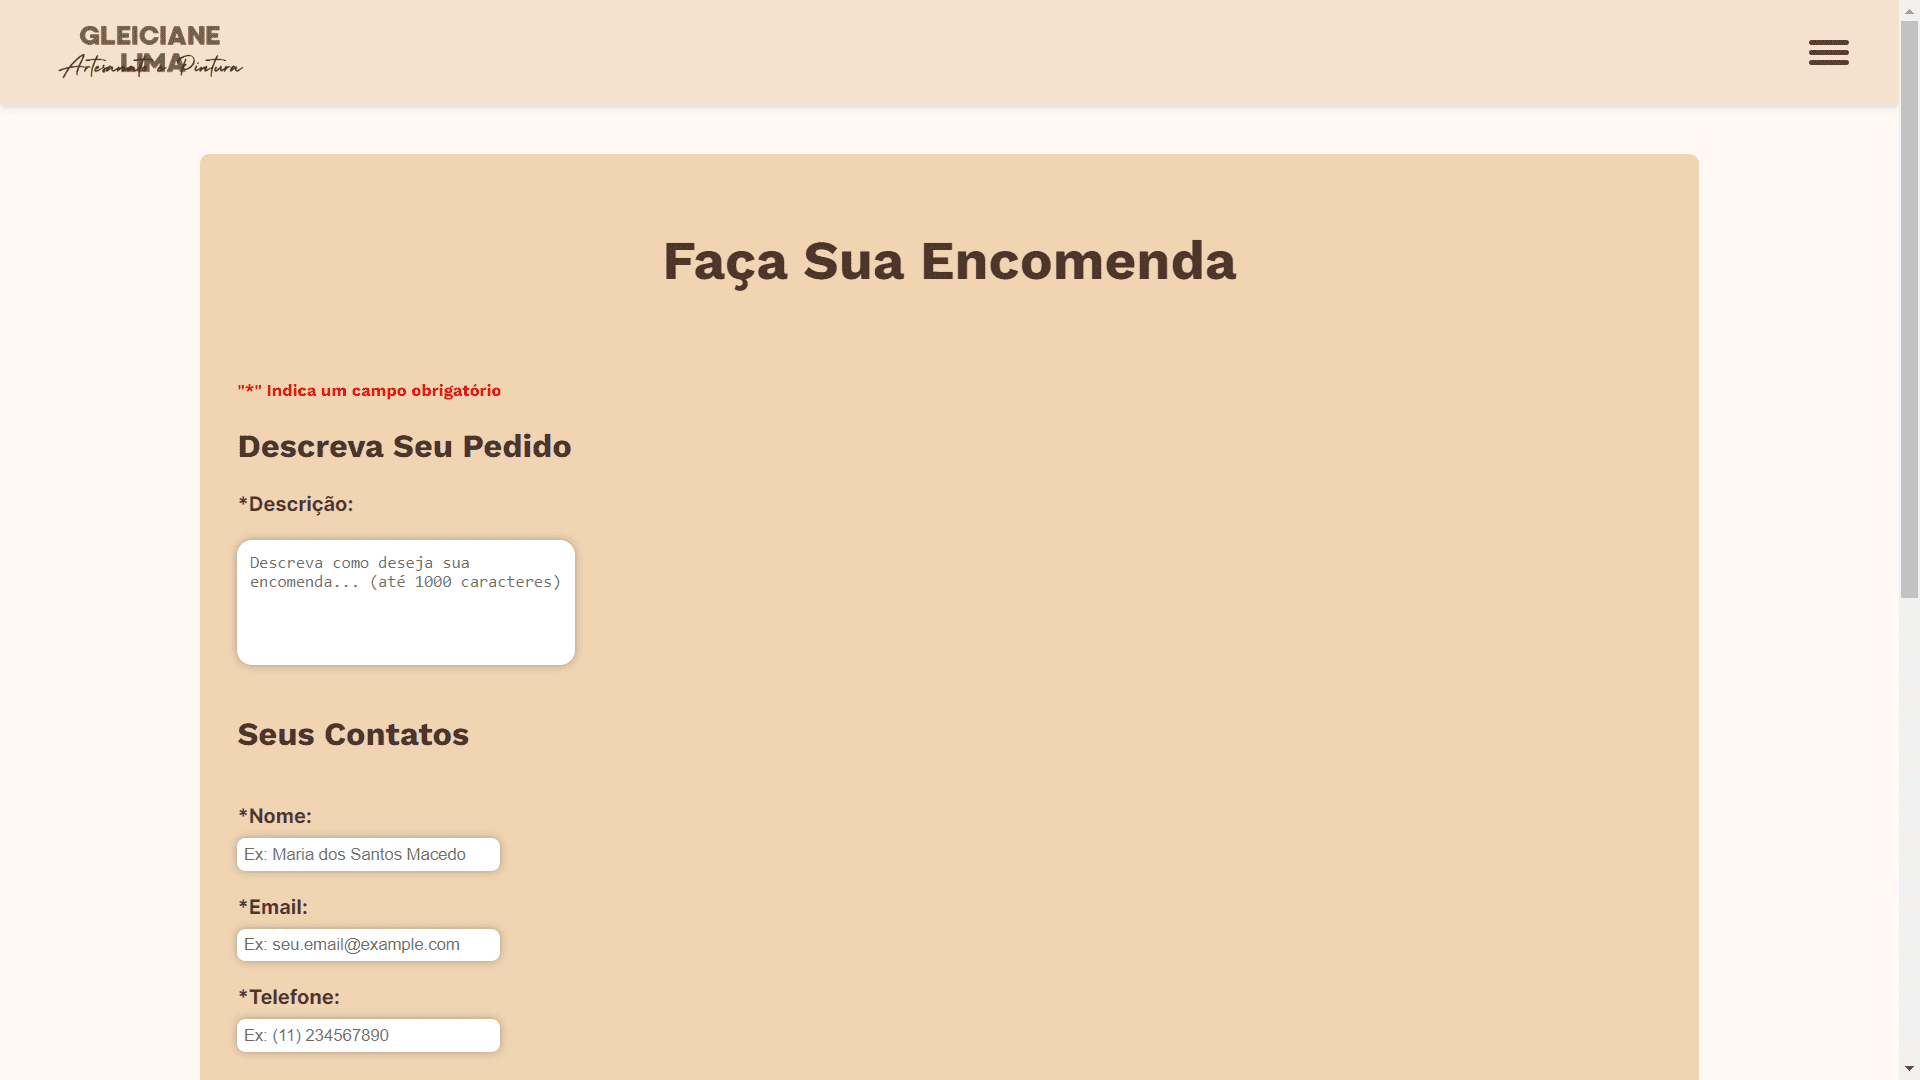 GLEICIANE
LIMA
Artesanato e Pintura
Faça Sua Encomenda
"*" Indica um campo obrigatório
Descreva Seu Pedido
*Descrição:
Descreva como deseja sua
encomenda... (até 1000 caracteres)
Seus Contatos
*Nome:
Ex: Maria dos Santos Macedo
*Email:
Ex: seu.email@example.com
*Telefone:
Ex: (11) 234567890